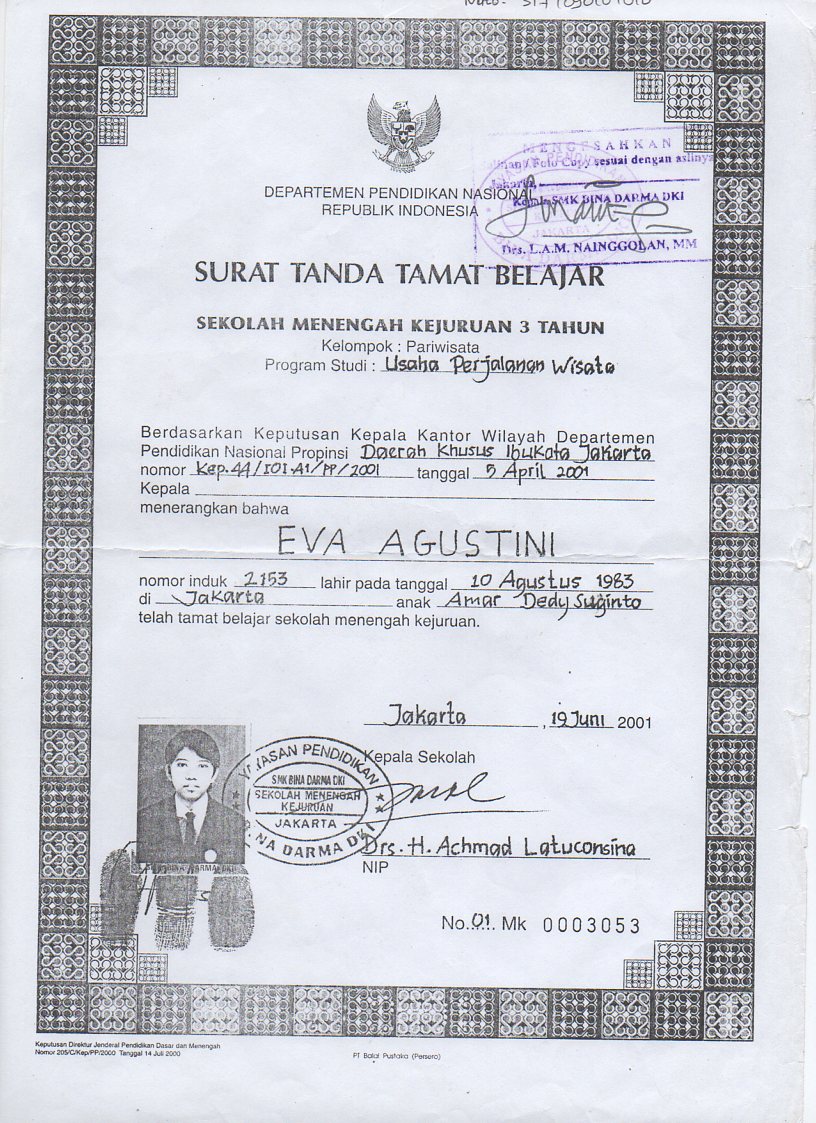 DEPARTEMEN PENDIDIKAN NASIONAL
REPUBLIK INDONESIA
MENGESAHKAN
Foto Copy sesuai dengan aslinya
Jakarta,
SMK BINA DARMA DKI
JAKARTA
Drs. L.A.M. NAINGGOLAN, MM
SURAT TANDA TAMAT BELAJAR
SEKOLAH MENENGAH KEJURUAN 3 TAHUN
Kelompok : Pariwisata
Program Studi : Usaha Perjalanan Wisata
Berdasarkan Keputusan Kepala Kantor Wilayah Departemen
Pendidikan Nasional Propinsi Daerah Khusus Ibukota Jakarta
nomor Kep.44/I01.A1/PP/2001 tanggal 5 April 2001
Kepala
menerangkan bahwa
EVA AGUSTINI
nomor induk 2153 lahir pada tanggal 10 Agustus 1983
di Jakarta anak Amar Dedy Suginto
telah tamat belajar sekolah menengah kejuruan.
Jakarta, 19 Juni 2001
Kepala Sekolah
YAYASAN PENDIDIKAN
SMK BINA DARMA DKI
SEKOLAH MENENGAH
KEJURUAN
JAKARTA
BINA DARMA DKI
Drs. H. Achmad Latuconsina
NIP
No. 01. Mk 0003053
Keputusan Direktur Jenderal Pendidikan Dasar dan Menengah
Nomor 205/C/Kep/PP/2000 Tanggal 14 Juli 2000
PT Balai Pustaka (Persero)